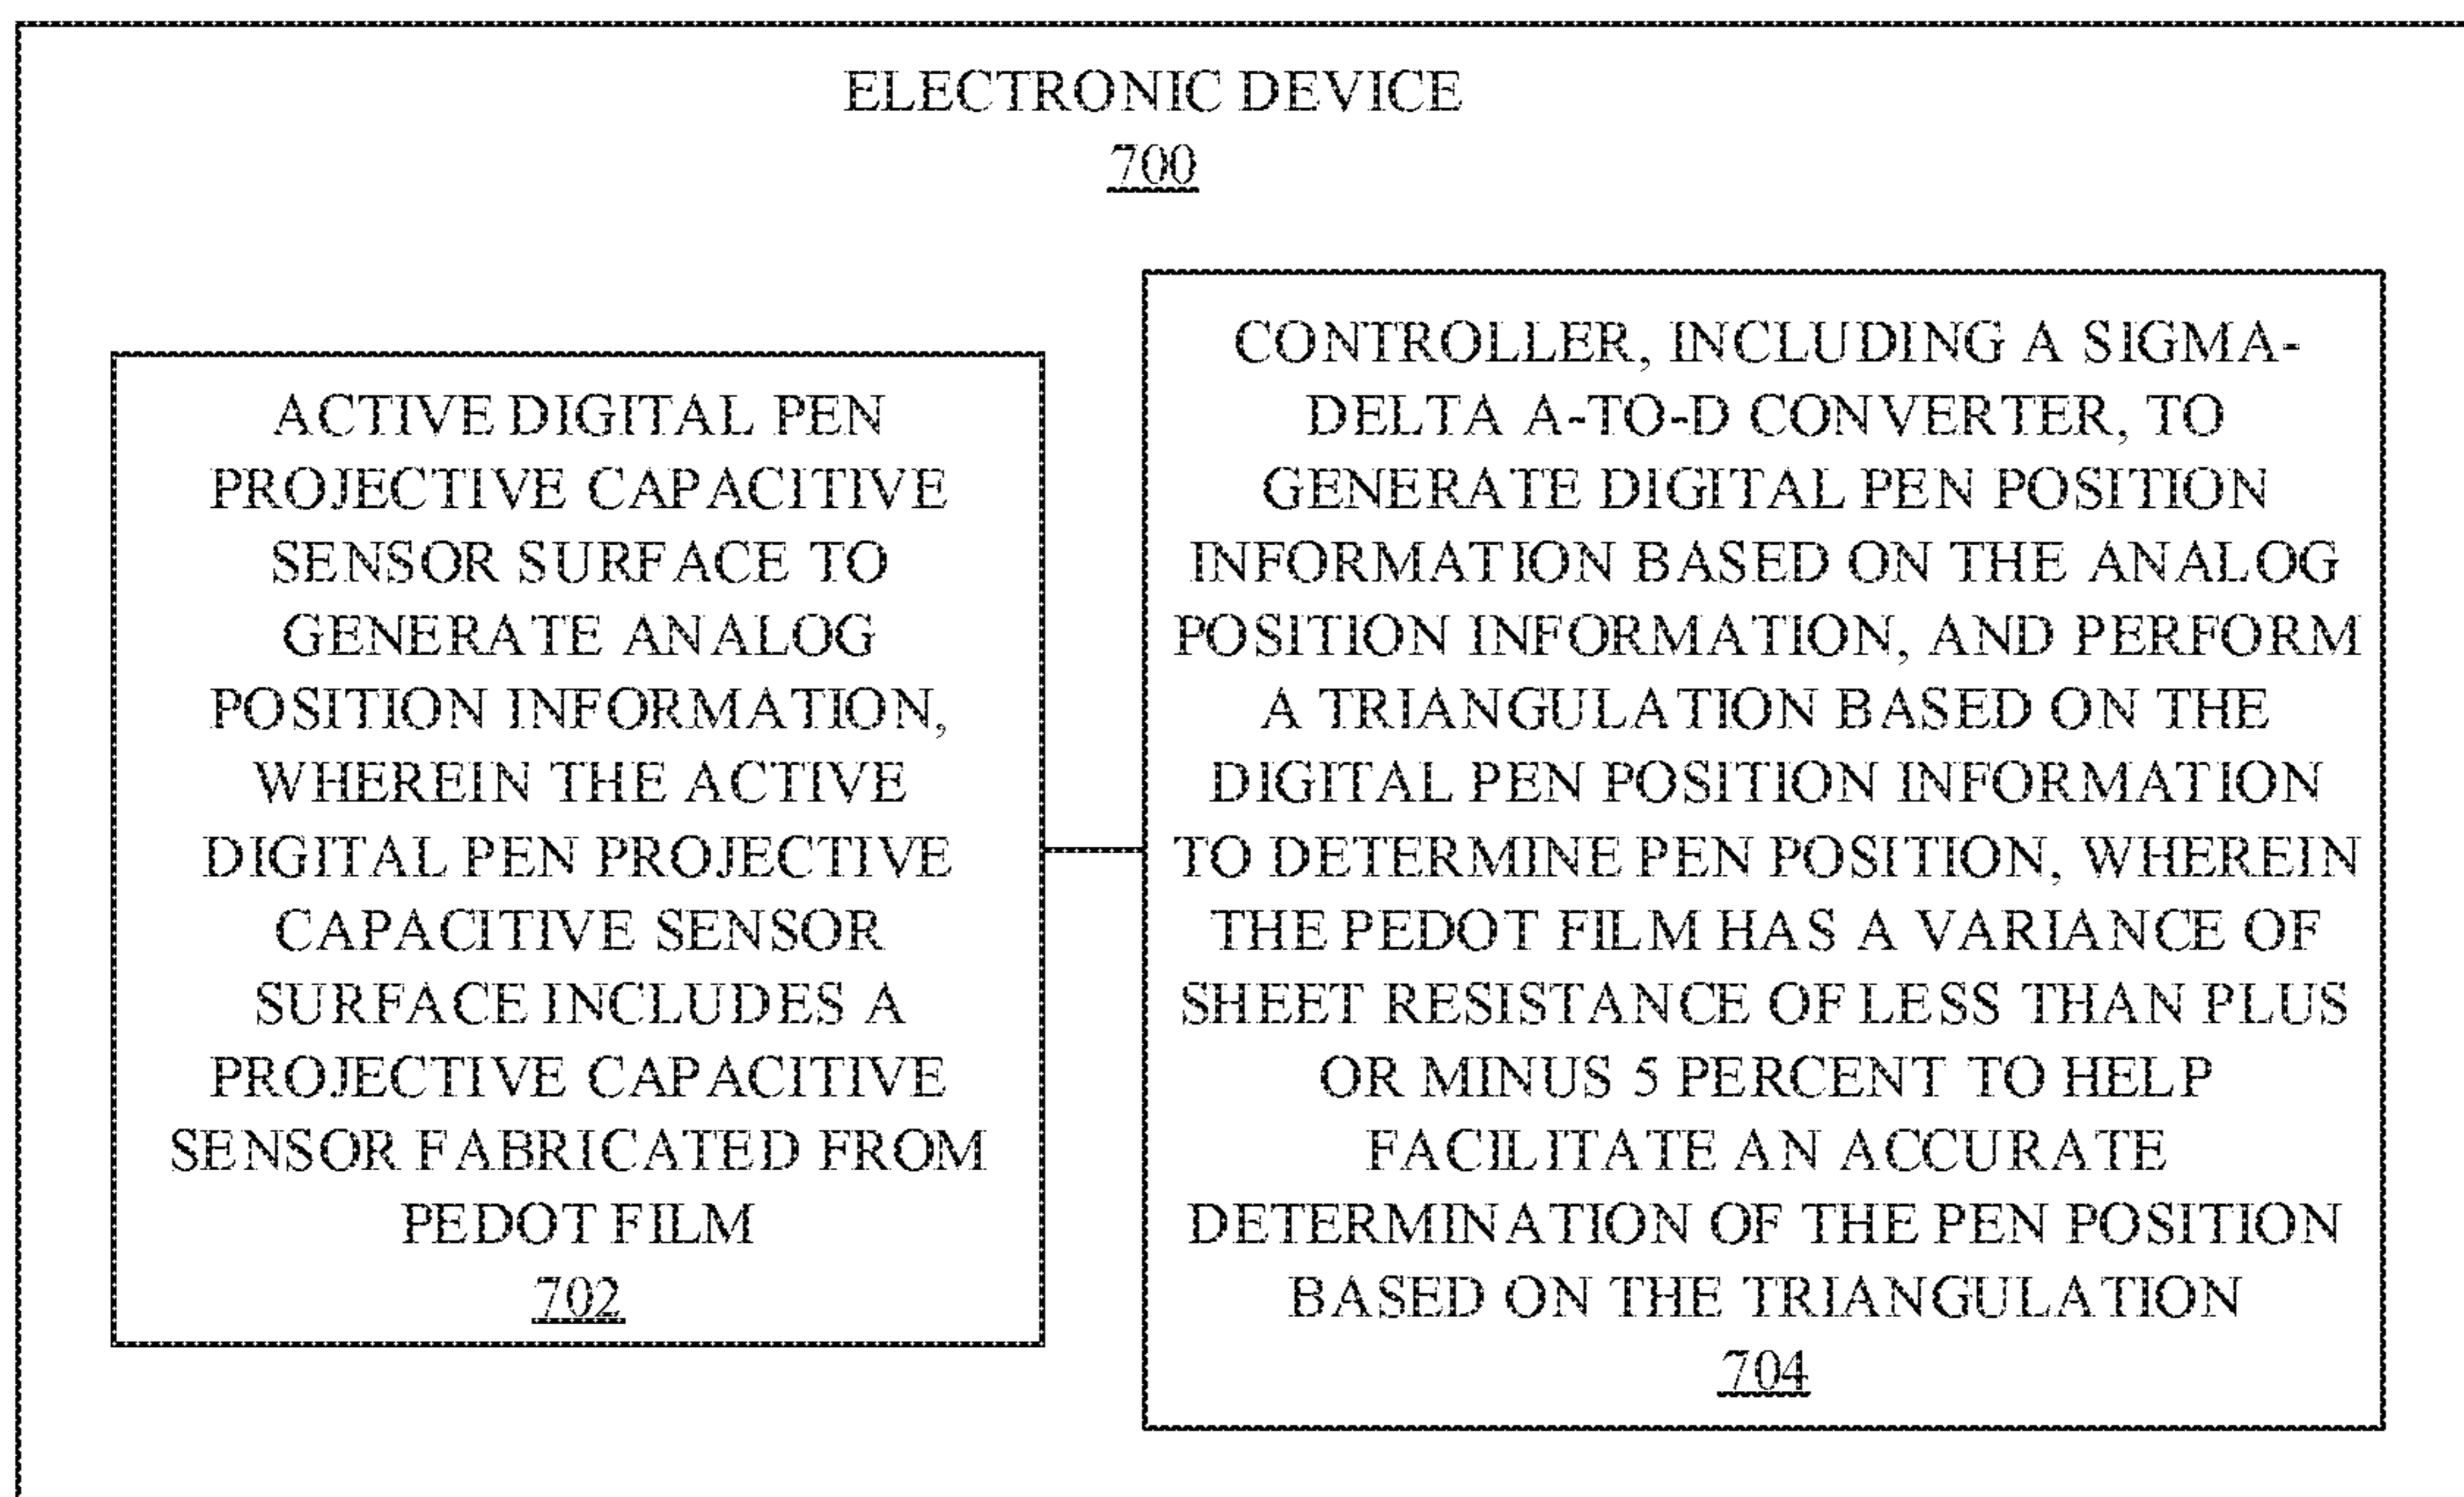 ELECTRONIC DEVICE
700
ACTIVE DIGITAL PEN
PROJECTIVE CAPACITIVE
SENSOR SURFACE TO
GENERATE ANALOG
POSITION INFORMATION,
WHEREIN THE ACTIVE
DIGITAL PEN PROJECTIVE
CAPACITIVE SENSOR
SURFACE INCLUDES A
PROJECTIVE CAPACITIVE
SENSOR FABRICATED FROM
PEDOT FILM
702
CONTROLLER, INCLUDING A SIGMA-
DELTA A-TO-D CONVERTER, TO
GENERATE DIGITAL PEN POSITION
INFORMATION BASED ON THE ANALOG
POSITION INFORMATION, AND PERFORM
A TRIANGULATION BASED ON THE
DIGITAL PEN POSITION INFORMATION
TO DETERMINE PEN POSITION, WHEREIN
THE PEDOT FILM HAS A VARIANCE OF
SHEET RESISTANCE OF LESS THAN PLUS
OR MINUS 5 PERCENT TO HELP
FACILITATE AN ACCURATE
DETERMINATION OF THE PEN POSITION
BASED ON THE TRIANGULATION
704